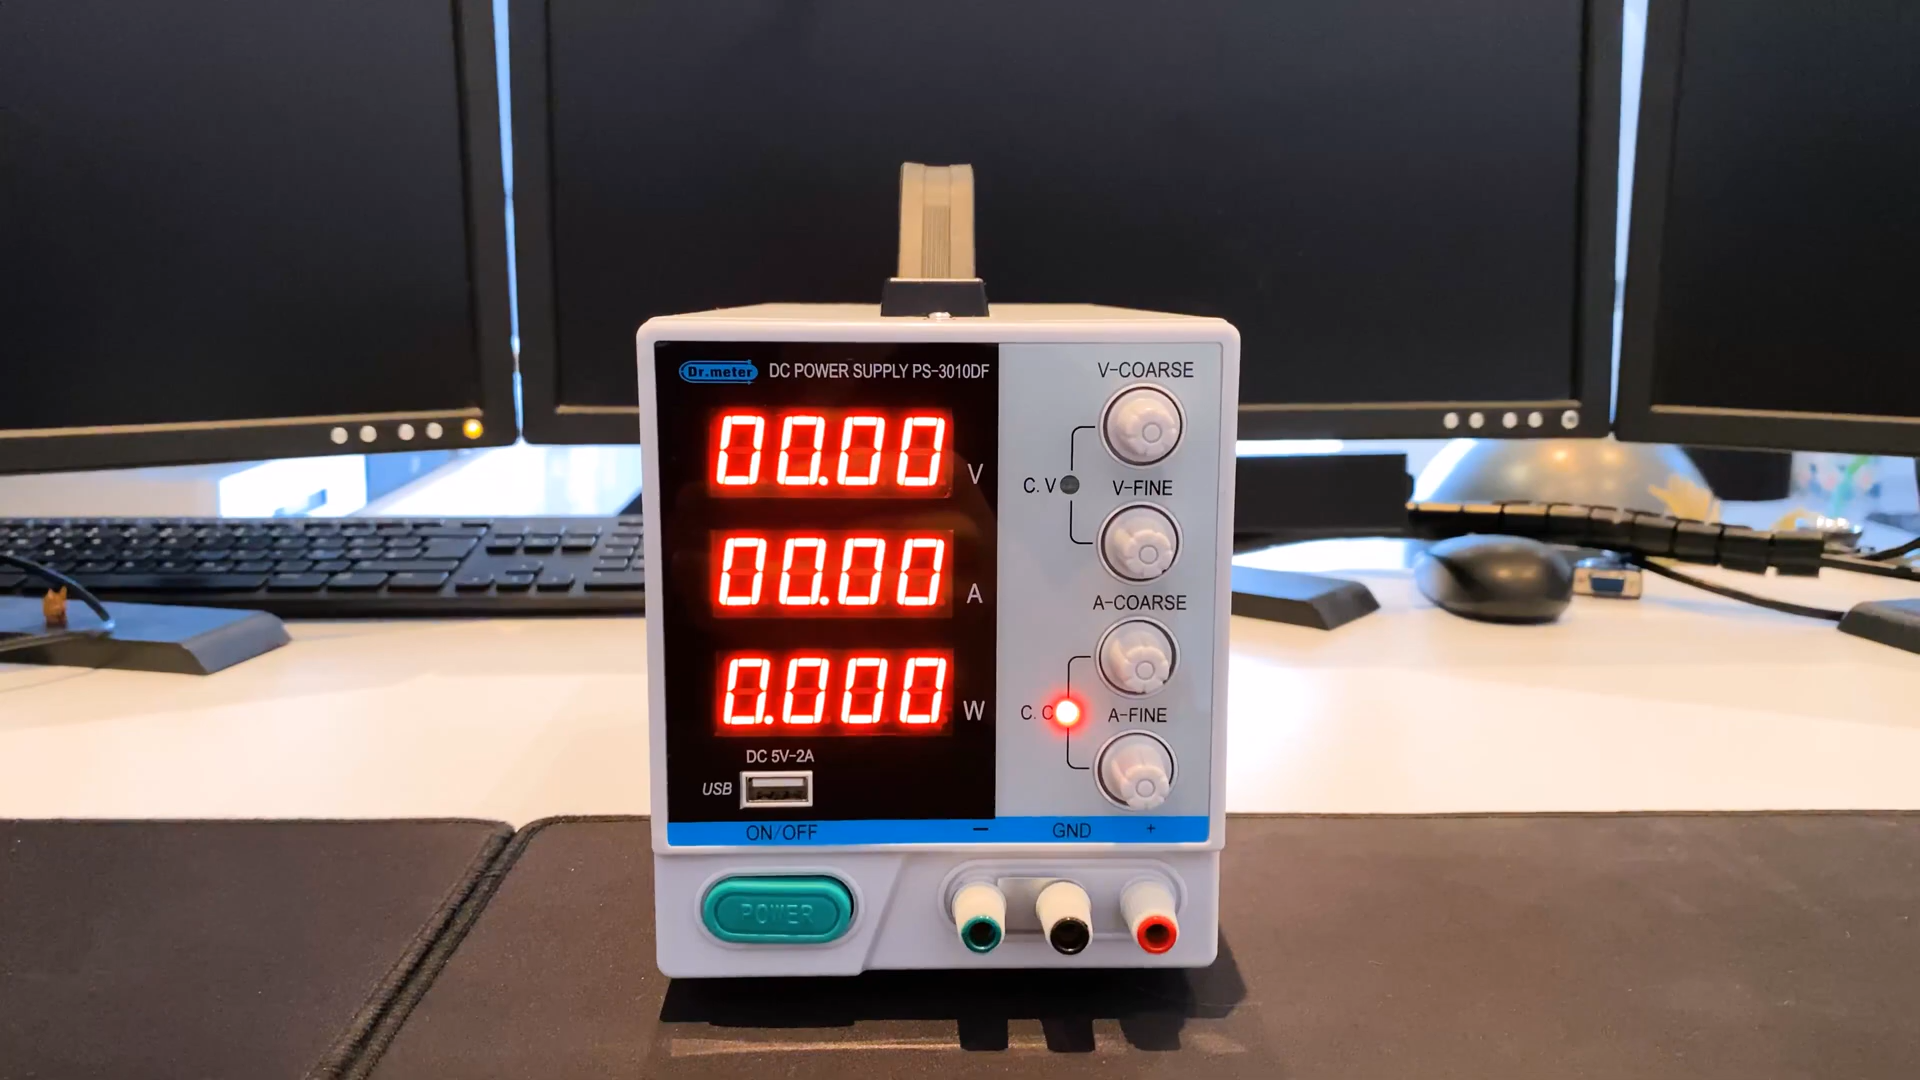 Dr.meter DC POWER SUPPLY PS-3010DF
00.00 V
00.00 A
0.000 W
DC 5V-2A
USB
V-COARSE
C.V
V-FINE
A-COARSE
C.C
A-FINE
ON/OFF
- GND +
POWER